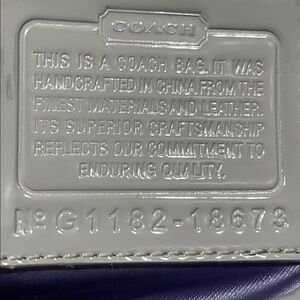 COACH
THIS IS A COACH BAG. IT WAS
HANDCRAFTED IN CHINA FROM THE
FINEST MATERIALS AND LEATHER.
ITS SUPERIOR CRAFTSMANSHIP
REFLECTS OUR COMMITMENT TO
ENDURING QUALITY.
Nº G1182-18673